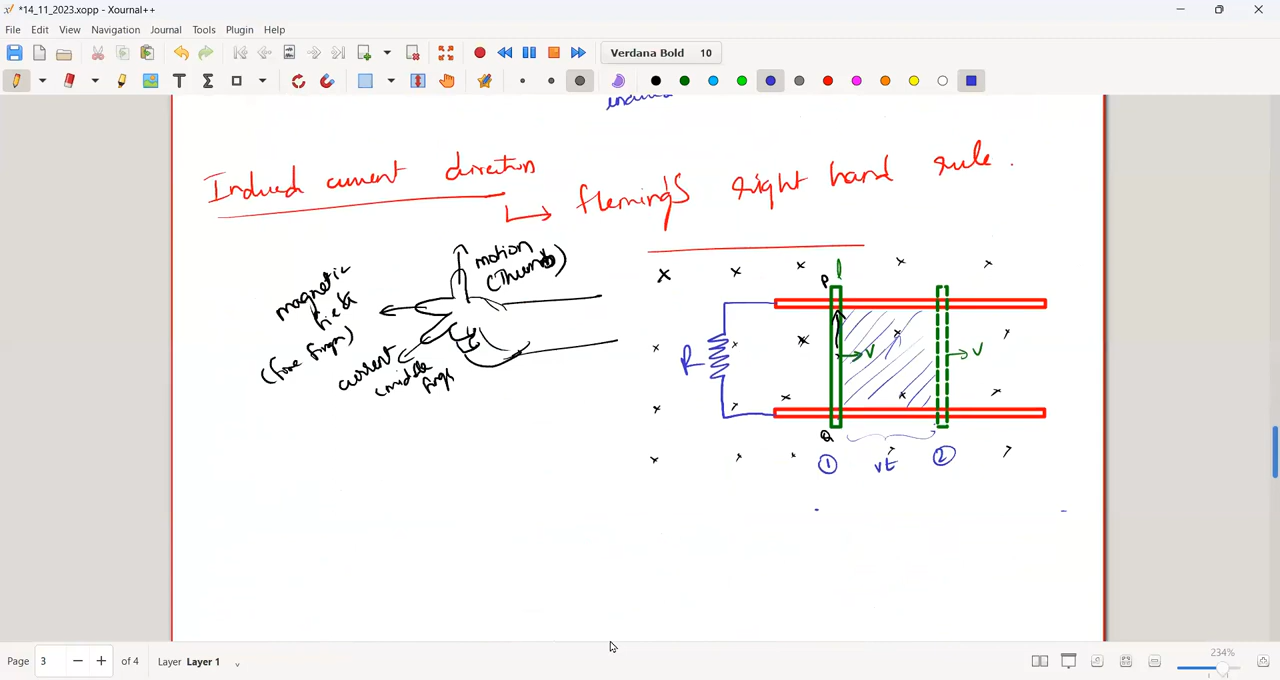 *14_11_2023.xopp - Xournal++
File Edit View Navigation Journal Tools Plugin Help
Verdana Bold 10
Induced current direction
Fleming's right hand rule.
motion
(Thumb)
magnetic
field
(fore finger)
current
(middle
P l
R
V
V
Q
1 vt 2
Page 3 of 4 Layer Layer 1
234%